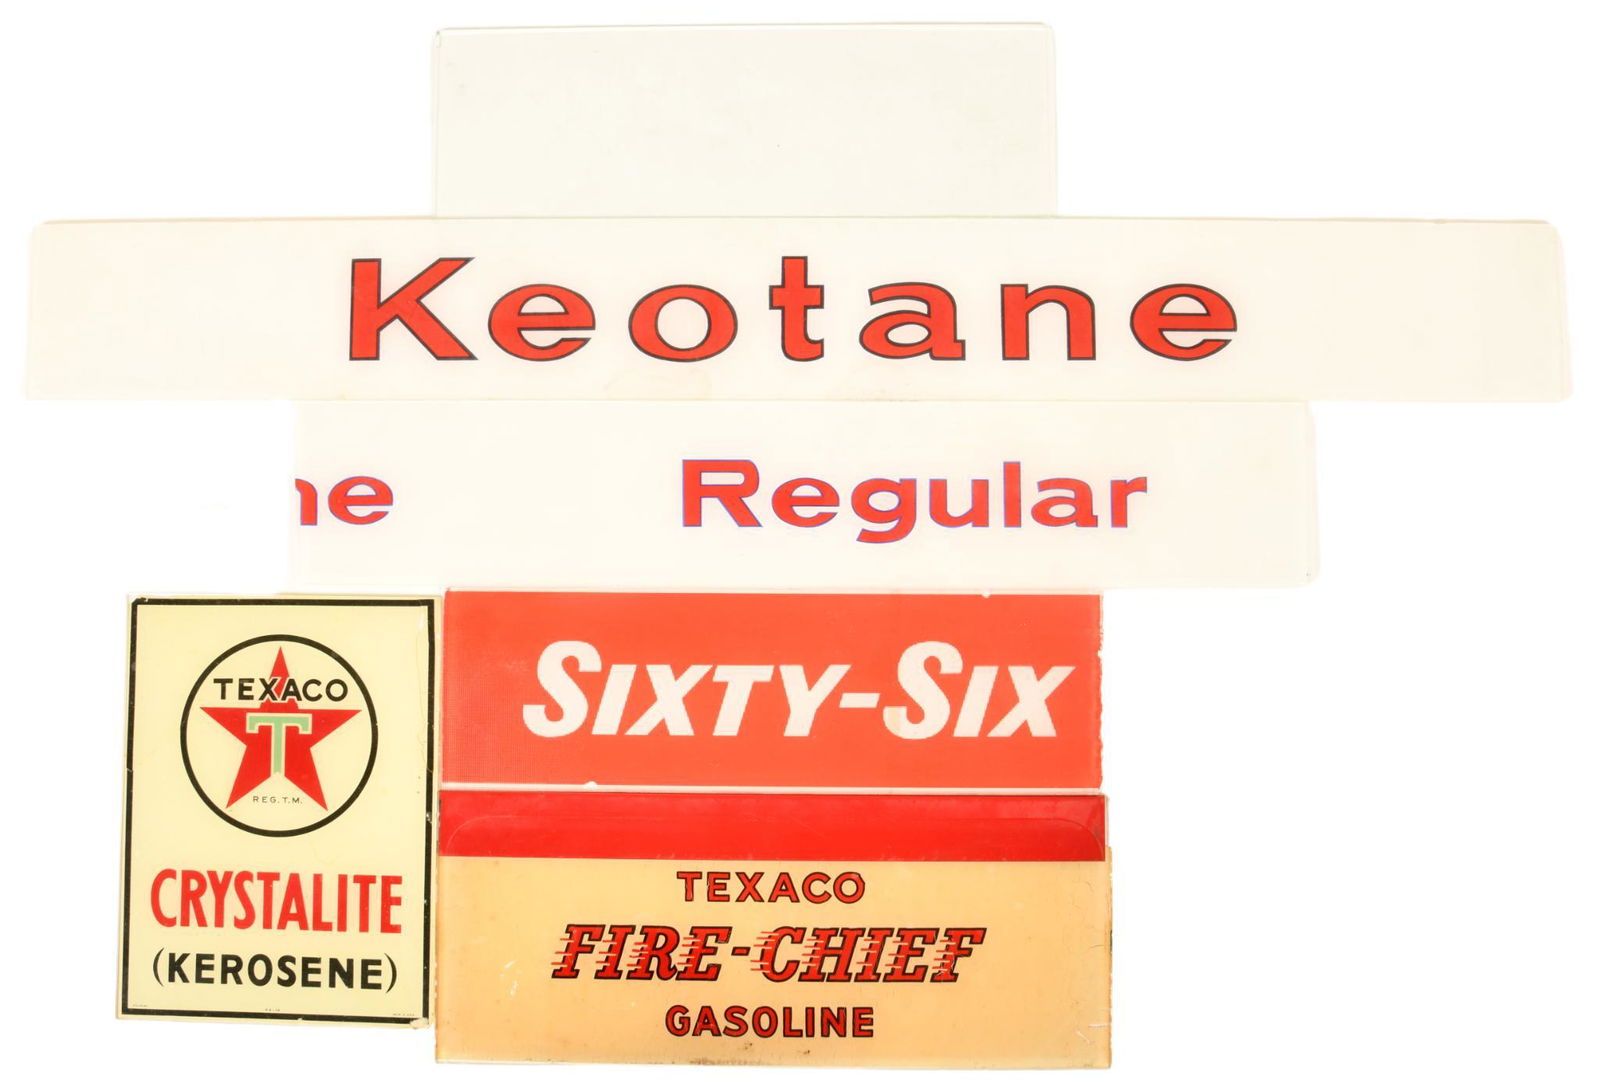 Keotane
ne Regular
SIXTY-SIX
TEXACO
T
REG. T.M.
CRYSTALITE
(KEROSENE)
TEXACO
FIRE-CHIEF
GASOLINE